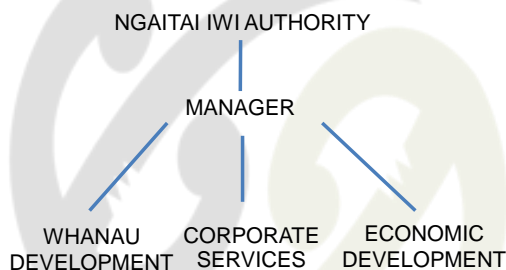 NGAITAI IWI AUTHORITY
MANAGER
WHANAU
DEVELOPMENT
CORPORATE
SERVICES
ECONOMIC
DEVELOPMENT